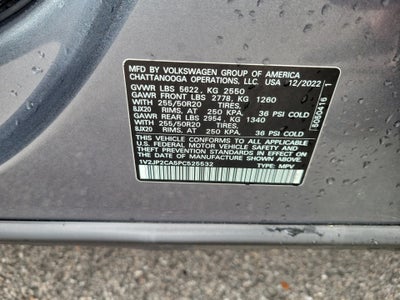 MFD BY VOLKSWAGEN GROUP OF AMERICA
CHATTANOOGA OPERATIONS, LLC. USA 12/2022
GVWR LBS 5622, KG 2550
GAWR FRONT LBS 2778, KG 1260
WITH 255/50R20 TIRES,
8JX20 RIMS, AT 250 KPA, 36 PSI COLD
GAWR REAR LBS 2954 KG 1340
WITH 255/50R20 TIRES,
8JX20 RIMS, AT 250 KPA, 36 PSI COLD
THIS VEHICLE CONFORMS TO ALL APPLICABLE
U.S. FEDERAL MOTOR VEHICLE SAFETY AND
THEFT PREVENTION STANDARDS IN EFFECT ON
THE DATE OF MANUFACTURE SHOWN ABOVE.
1V2JP2CA5PC525532 TYPE: MPV